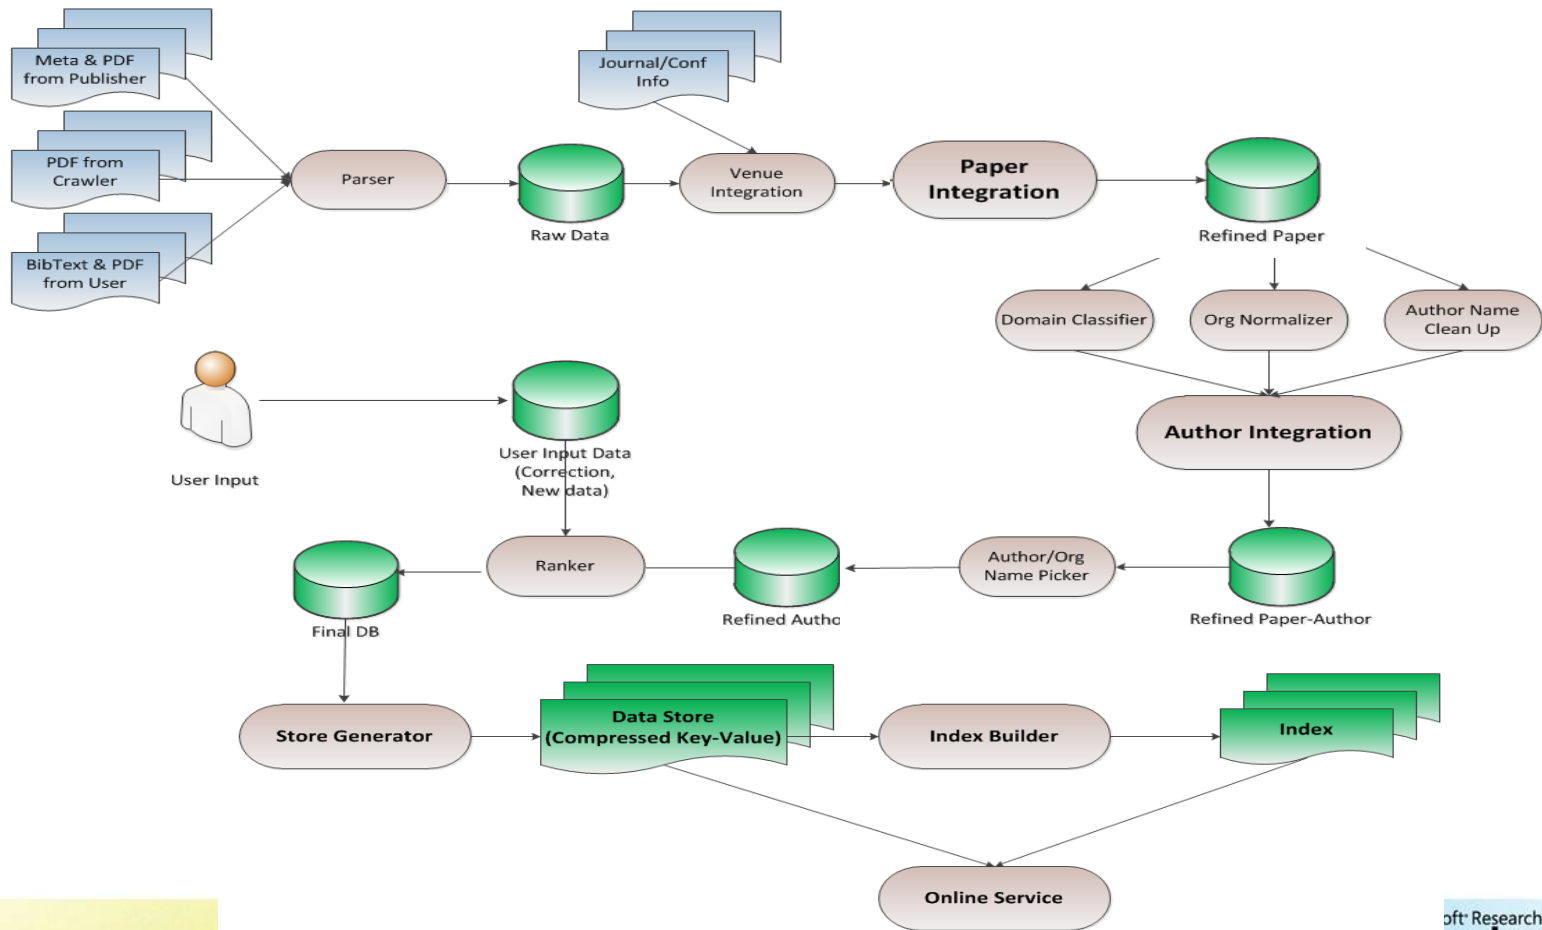 Meta & PDF
from Publisher
Journal/Conf
Info
PDF from
Crawler
Parser
Venue
Integration
Paper
Integration
Raw Data
Refined Paper
BibText & PDF
from User
Domain Classifier
Org Normalizer
Author Name
Clean Up
Author Integration
User Input
User Input Data
(Correction,
New data)
Ranker
Author/Org
Name Picker
Final DB
Refined Autho
Refined Paper-Author
Store Generator
Data Store
(Compressed Key-Value)
Index Builder
Index
Online Service
oft® Research